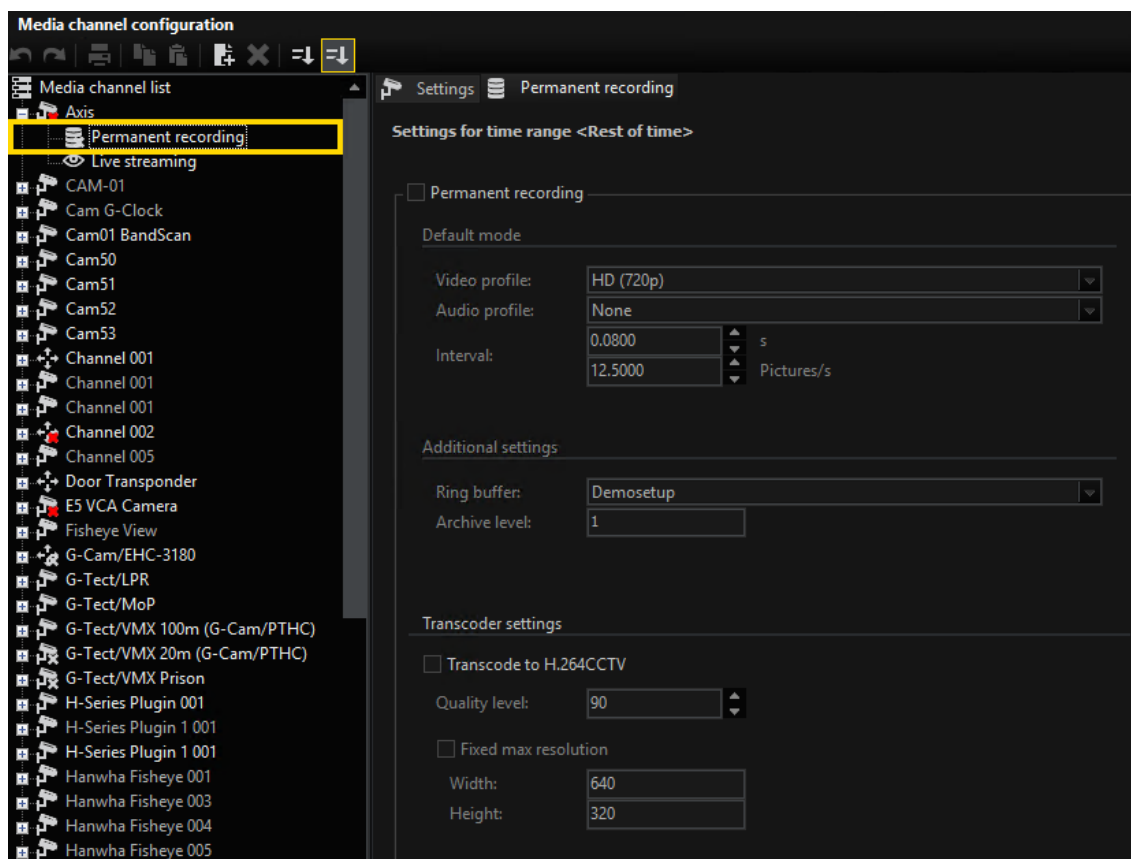 Media channel configuration
Media channel list
Axis
Permanent recording
Live streaming
CAM-01
Cam G-Clock
Cam01 BandScan
Cam50
Cam51
Cam52
Cam53
Channel 001
Channel 001
Channel 001
Channel 002
Channel 005
Door Transponder
E5 VCA Camera
Fisheye View
G-Cam/EHC-3180
G-Tect/LPR
G-Tect/MoP
G-Tect/VMX 100m (G-Cam/PTHC)
G-Tect/VMX 20m (G-Cam/PTHC)
G-Tect/VMX Prison
H-Series Plugin 001
H-Series Plugin 1 001
H-Series Plugin 1 001
Hanwha Fisheye 001
Hanwha Fisheye 003
Hanwha Fisheye 004
Hanwha Fisheye 005
Settings Permanent recording
Settings for time range <Rest of time>
Permanent recording
Default mode
Video profile: HD (720p)
Audio profile: None
Interval: 0.0800 s
12.5000 Pictures/s
Additional settings
Ring buffer: Demosetup
Archive level: 1
Transcoder settings
Transcode to H.264CCTV
Quality level: 90
Fixed max resolution
Width: 640
Height: 320